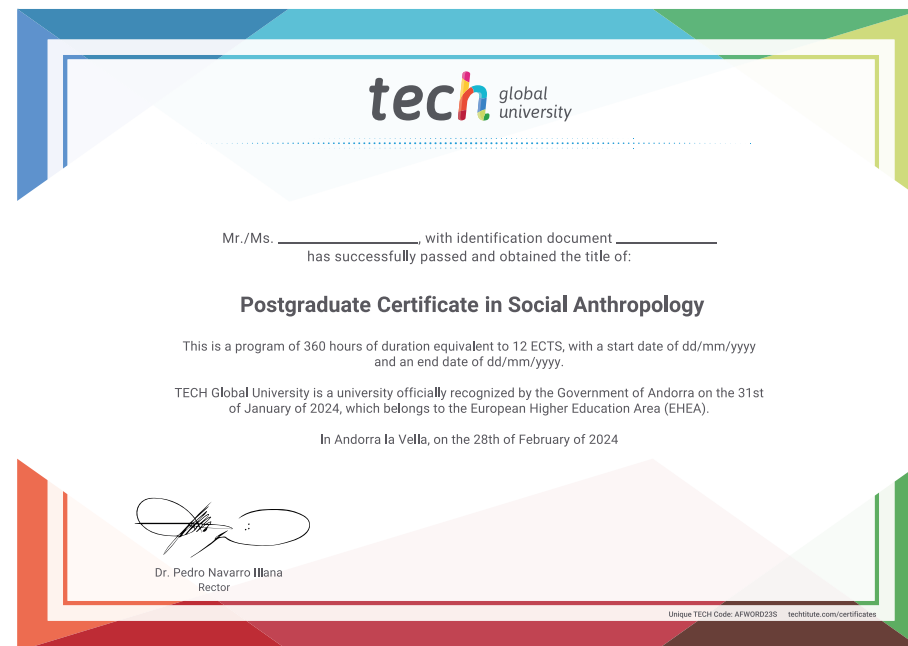 tech global
university
Mr./Ms. _________________, with identification document ____________
has successfully passed and obtained the title of:
Postgraduate Certificate in Social Anthropology
This is a program of 360 hours of duration equivalent to 12 ECTS, with a start date of dd/mm/yyyy
and an end date of dd/mm/yyyy.
TECH Global University is a university officially recognized by the Government of Andorra on the 31st
of January of 2024, which belongs to the European Higher Education Area (EHEA).
In Andorra la Vella, on the 28th of February of 2024
Dr. Pedro Navarro Illana
Rector
Unique TECH Code: AFWORD23S techtitute.com/certificates